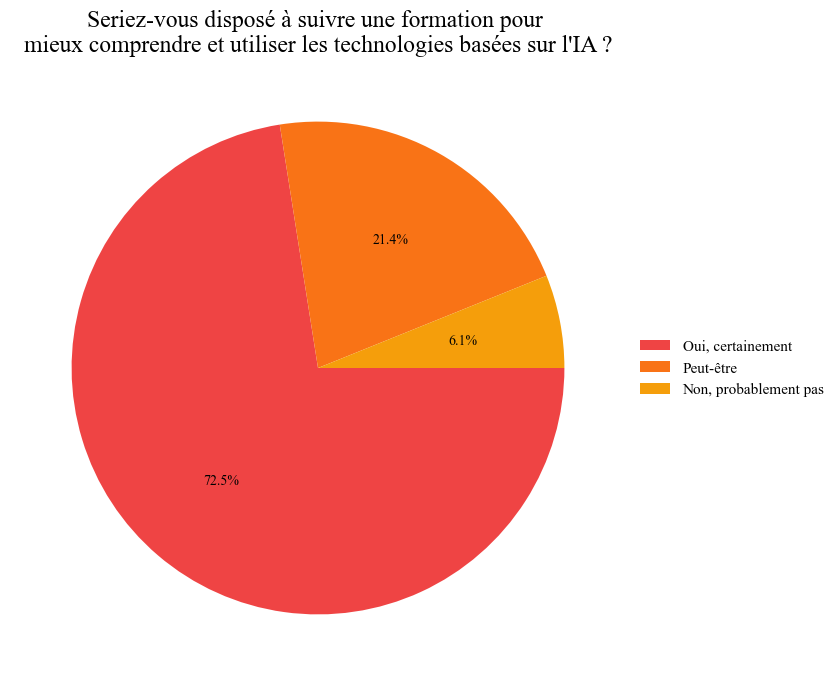 Seriez-vous disposé à suivre une formation pour
mieux comprendre et utiliser les technologies basées sur l'IA ?
21.4%
6.1%
72.5%
Oui, certainement
Peut-être
Non, probablement pas